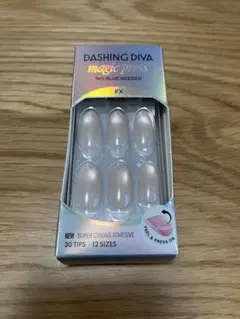 DASHING DIVA
magic press
NO GLUE NEEDED
FX
PEEL & PRESS-ON
NEW SUPER STRONG ADHESIVE
30 TIPS 12 SIZES